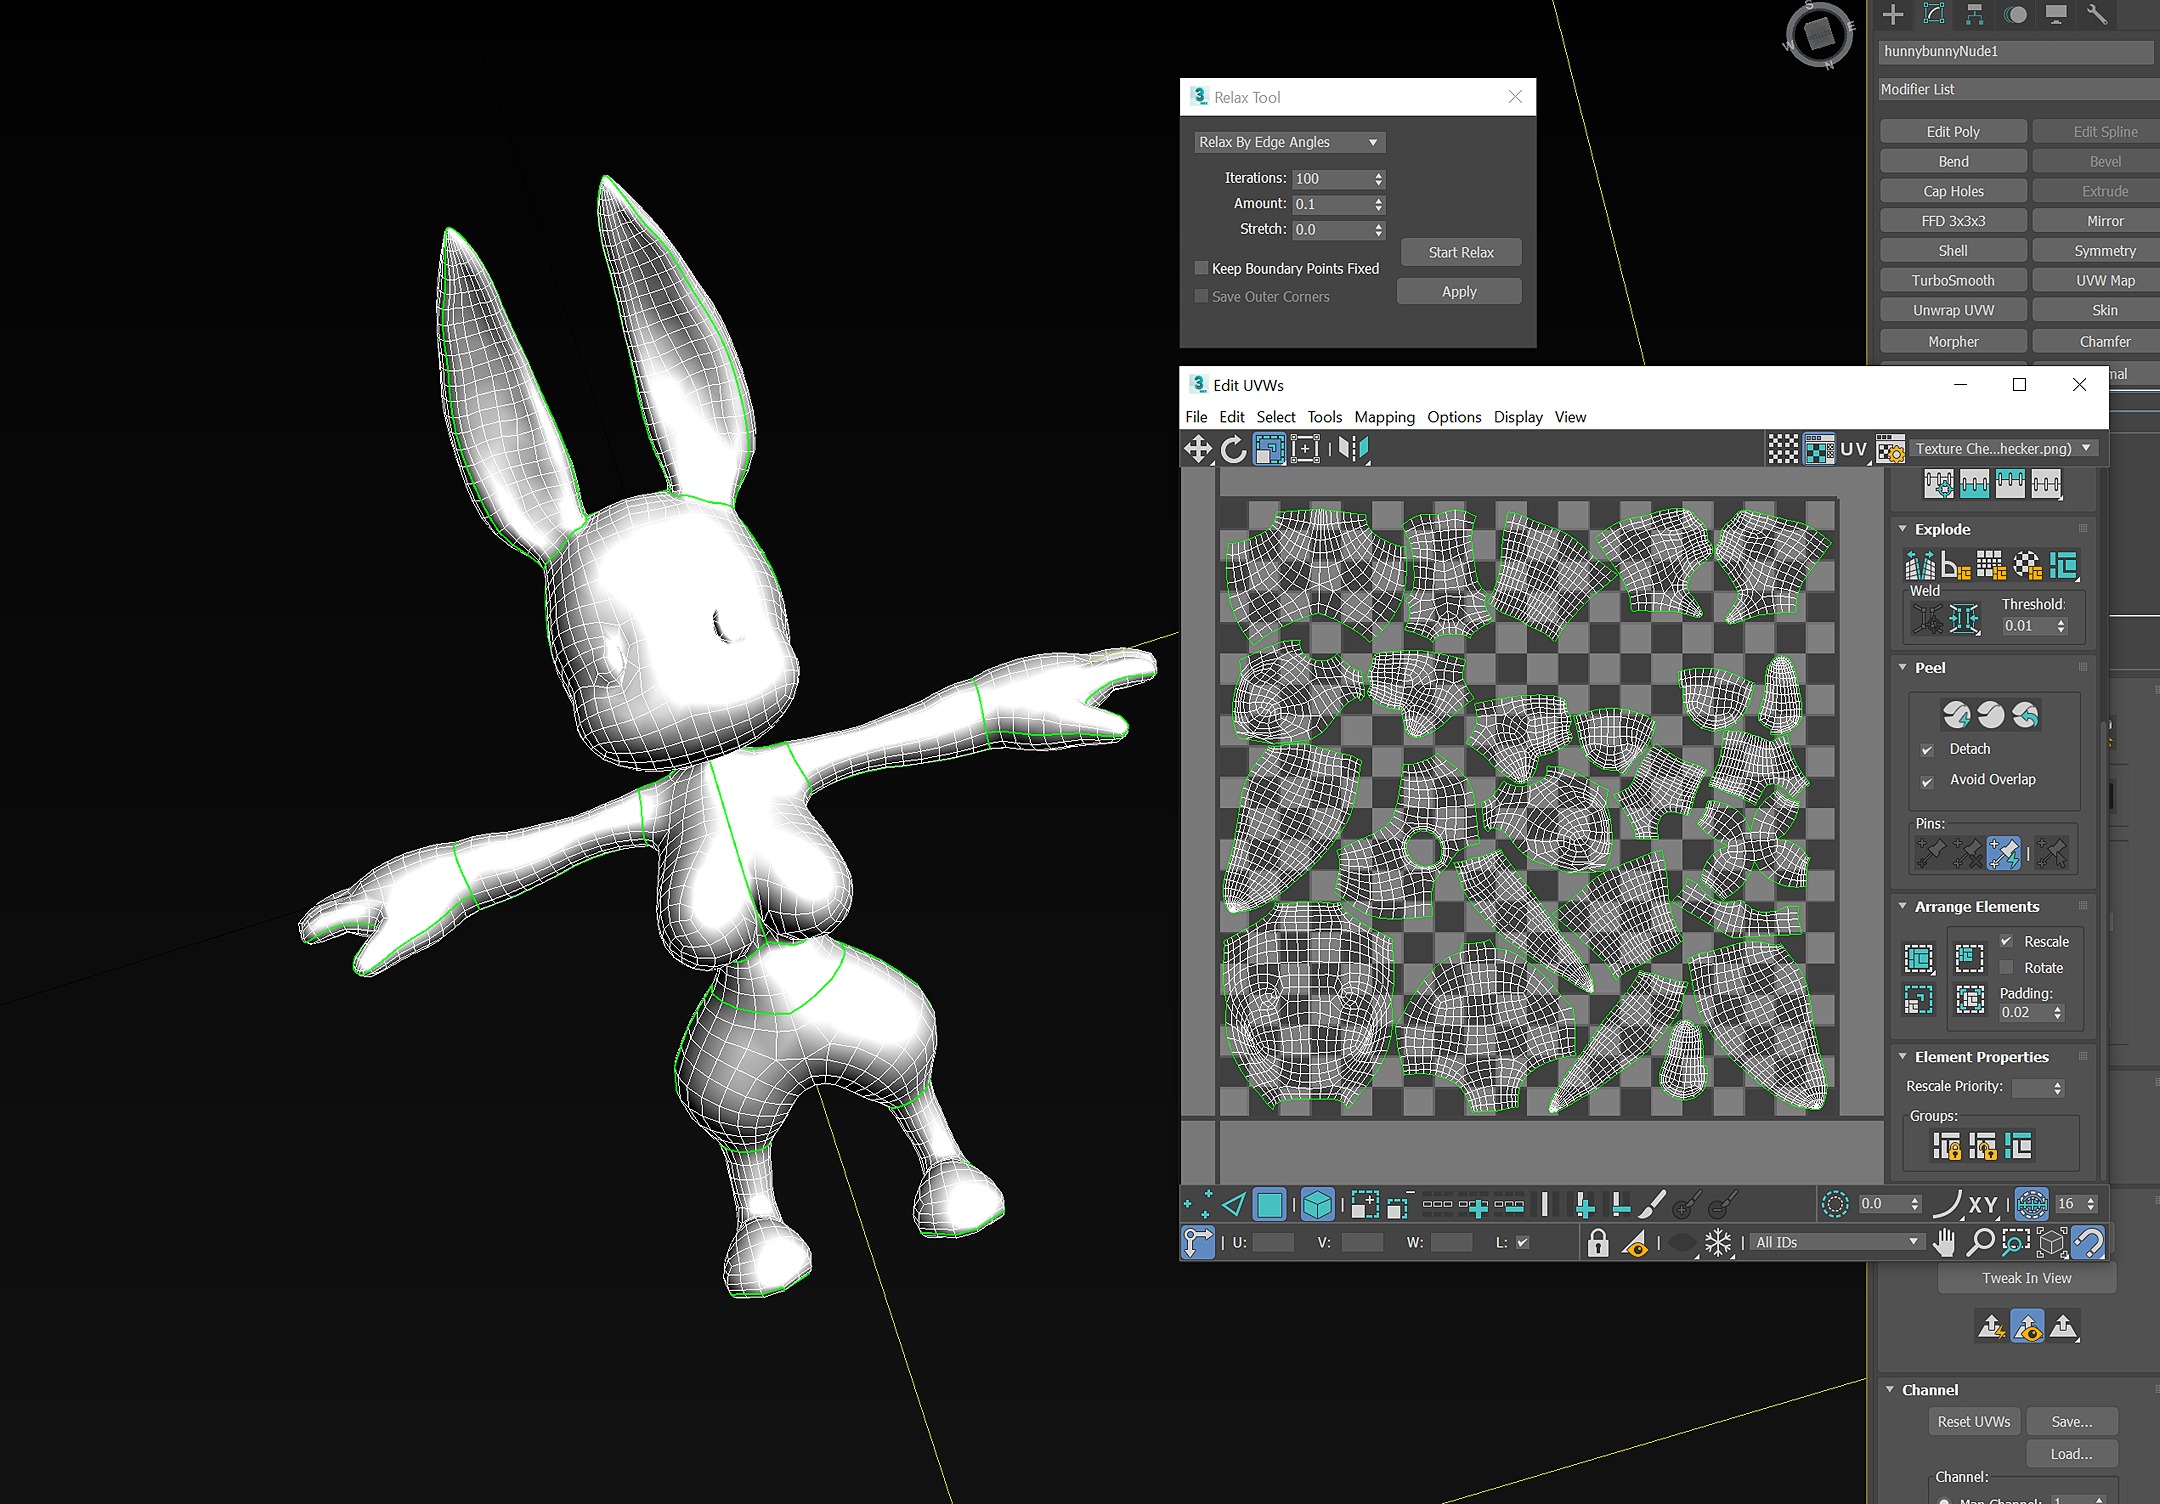 S
E
W
N
hunnybunnyNude1
Modifier List
Edit Poly
Edit Spline
Bend
Bevel
Cap Holes
Extrude
FFD 3x3x3
Mirror
Shell
Symmetry
TurboSmooth
UVW Map
Unwrap UVW
Skin
Morpher
Chamfer
mal
Relax Tool
Relax By Edge Angles
Iterations: 100
Amount: 0.1
Stretch: 0.0
Keep Boundary Points Fixed
Save Outer Corners
Start Relax
Apply
Edit UVWs
File Edit Select Tools Mapping Options Display View
UV
Texture Che...hecker.png)
Explode
Weld
Threshold:
0.01
Peel
Detach
Avoid Overlap
Pins:
Arrange Elements
Rescale
Rotate
Padding:
0.02
Element Properties
Rescale Priority:
Groups:
0.0
XY
16
U:
V:
W:
L:
All IDs
Tweak In View
Channel
Reset UVWs
Save...
Load...
Channel:
Map Channel: 1